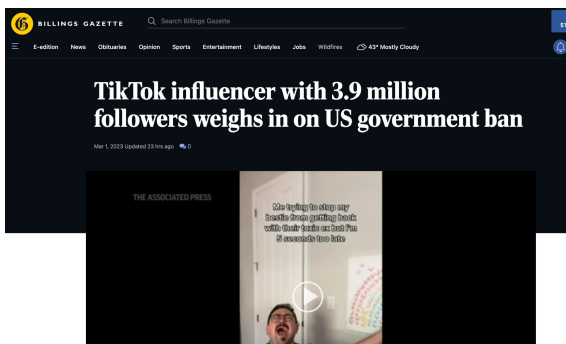 BILLINGS GAZETTE
Search Billings Gazette
E-edition News Obituaries Opinion Sports Entertainment Lifestyles Jobs Wildfires 43° Mostly Cloudy
TikTok influencer with 3.9 million
followers weighs in on US government ban
Mar 1, 2023 Updated 23 hrs ago 0
THE ASSOCIATED PRESS
Me trying to stop my
bestie from getting back
with their toxic ex but I'm
5 seconds too late